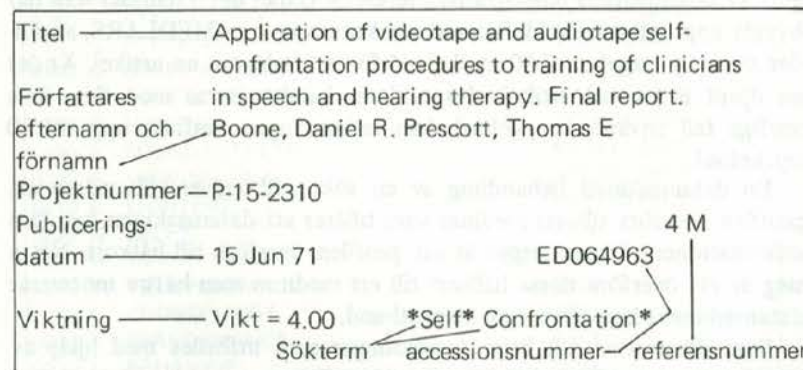 Titel — Application of videotape and audiotape self-
confrontation procedures to training of clinicians
Författares in speech and hearing therapy. Final report.
efternamn och Boone, Daniel R. Prescott, Thomas E
förnamn
Projektnummer — P-15-2310
Publicerings-
datum — 15 Jun 71 ED064963 4 M
Viktning — Vikt = 4.00 *Self* Confrontation*
Sökterm accessionsnummer — referensnummer